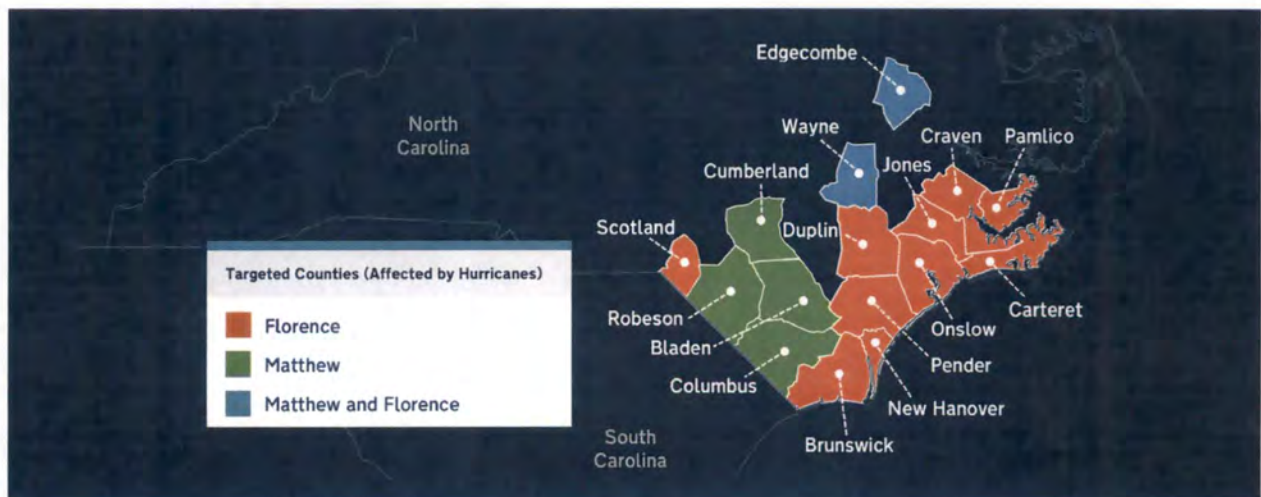 Edgecombe
Wayne
Craven
Pamlico
North
Carolina
Jones
Cumberland
Scotland
Duplin
Targeted Counties (Affected by Hurricanes)
Florence
Matthew
Matthew and Florence
Robeson
Bladen
Columbus
Carteret
Onslow
Pender
New Hanover
Brunswick
South
Carolina